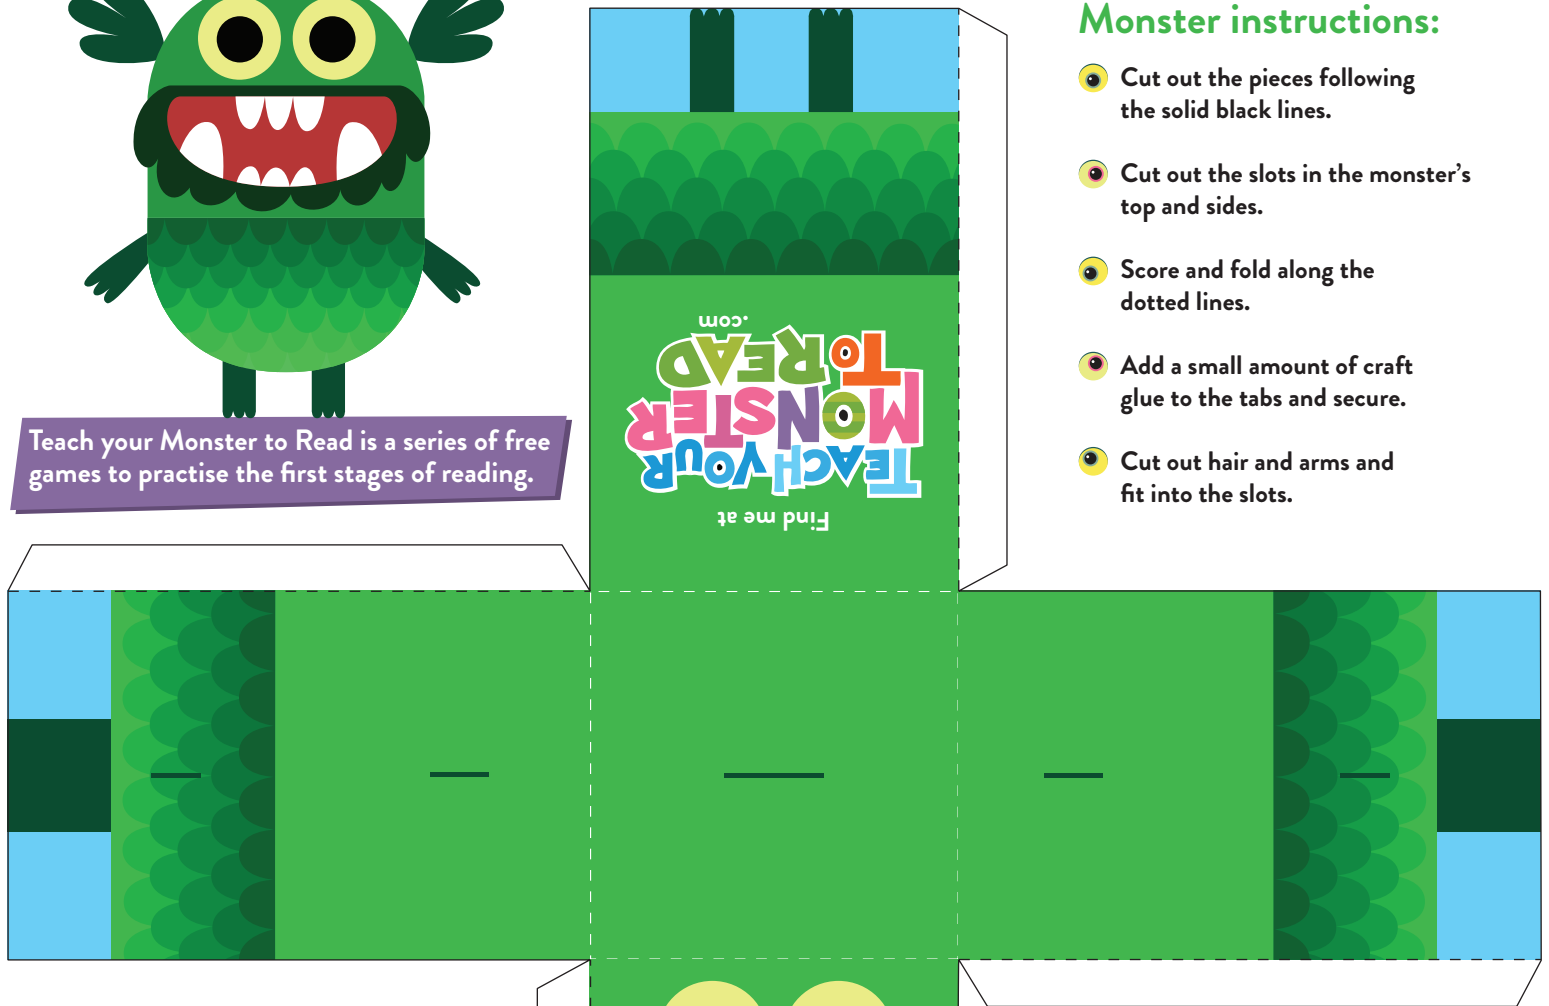 Monster instructions:
Cut out the pieces following
the solid black lines.
Cut out the slots in the monster’s
top and sides.
Score and fold along the
dotted lines.
Add a small amount of craft
glue to the tabs and secure.
Cut out hair and arms and
fit into the slots.
Teach your Monster to Read is a series of free
games to practise the first stages of reading.
Find me at
TEACH YOUR
MONSTER
TO READ
.com